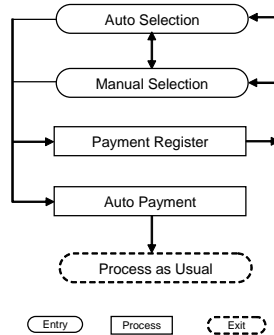 Auto Selection
Manual Selection
Payment Register
Auto Payment
Process as Usual
Entry Process Exit